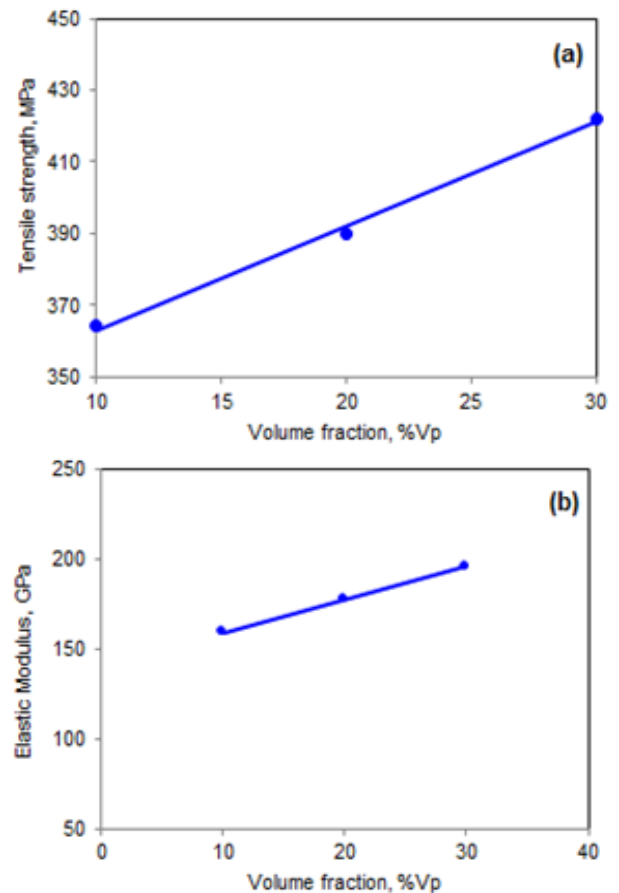 450
(a)
430
410
390
370
350
Tensile strength, MPa
10 15 20 25 30
Volume fraction, %Vp
250
(b)
200
150
100
50
Elastic Modulus, GPa
0 10 20 30 40
Volume fraction, %Vp